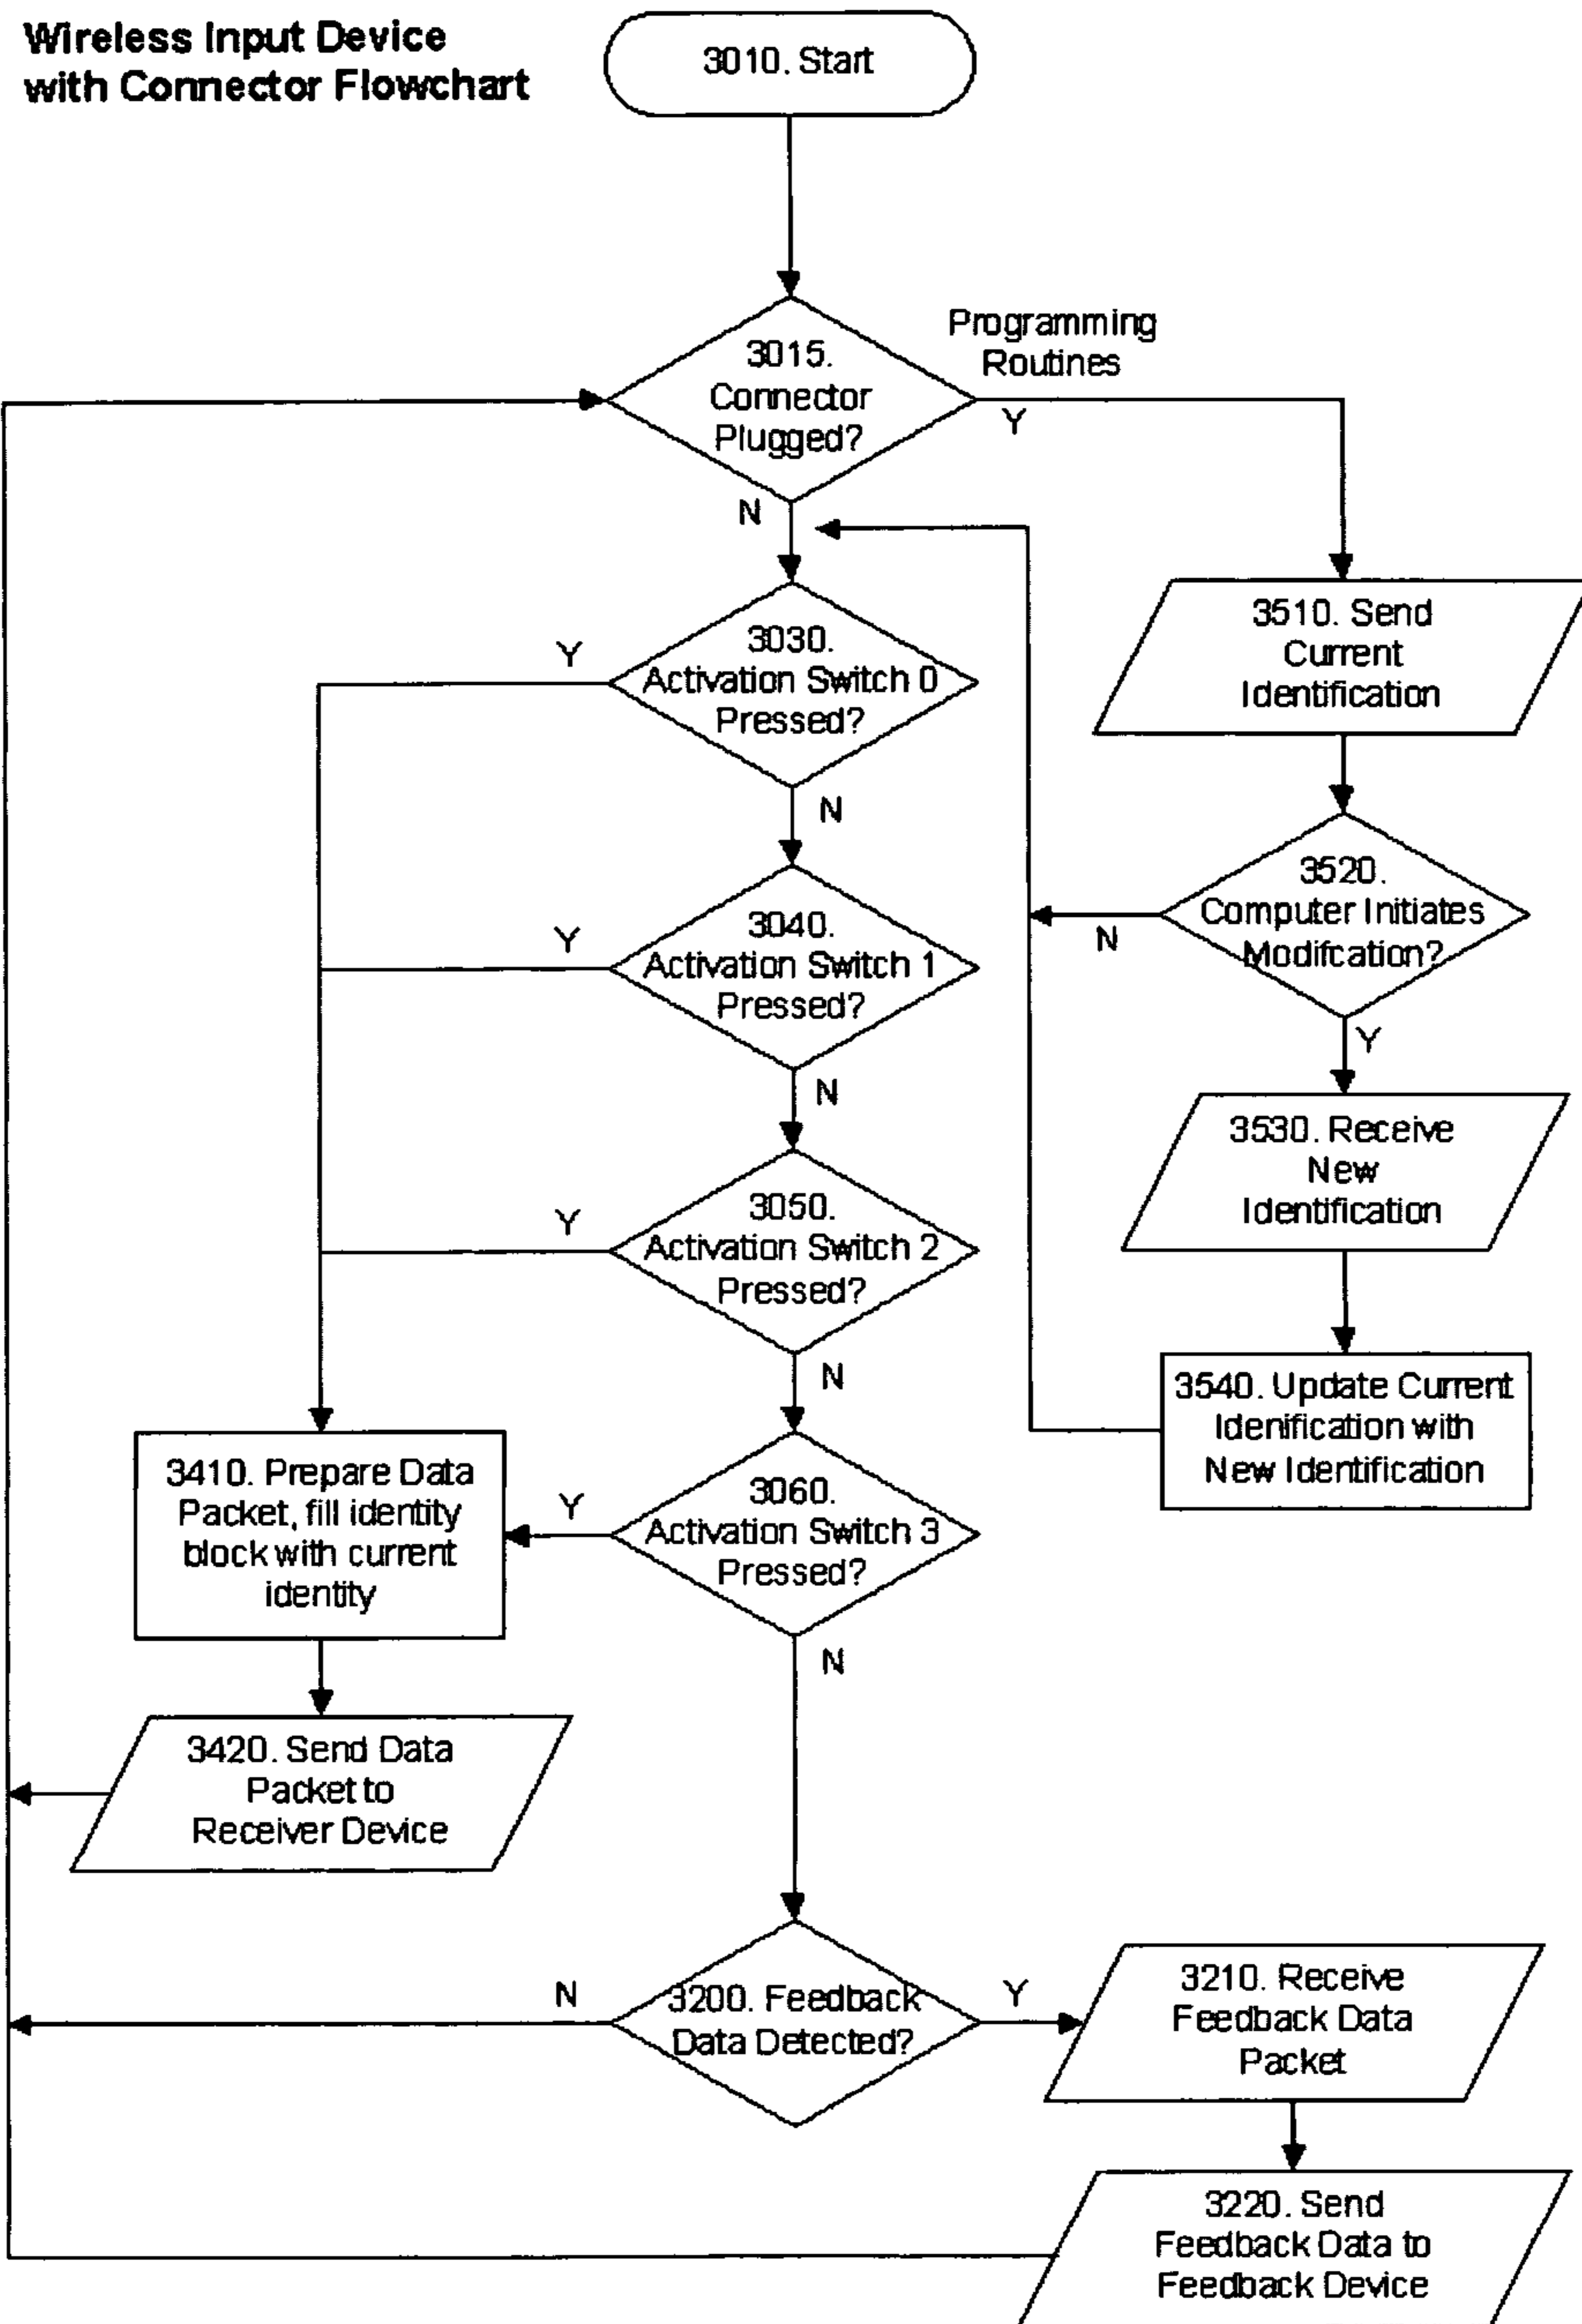 Wireless Input Device
with Connector Flowchart
3010. Start
3015.
Connector
Plugged?
Programming
Routines
Y
N
3030.
Activation Switch 0
Pressed?
Y
N
3510. Send
Current
Identification
3040.
Activation Switch 1
Pressed?
Y
N
3520.
Computer Initiates
Modifcation?
N
Y
3050.
Activation Switch 2
Pressed?
Y
N
3530. Receive
New
Identification
3540. Update Current
Idenification with
New Identification
3060.
Activation Switch 3
Pressed?
Y
N
3410. Prepare Data
Packet, fill identity
block with current
identity
3420. Send Data
Packet to
Receiver Device
3200. Feedback
Data Detected?
N
Y
3210. Receive
Feedback Data
Packet
3220. Send
Feedback Data to
Feedback Device